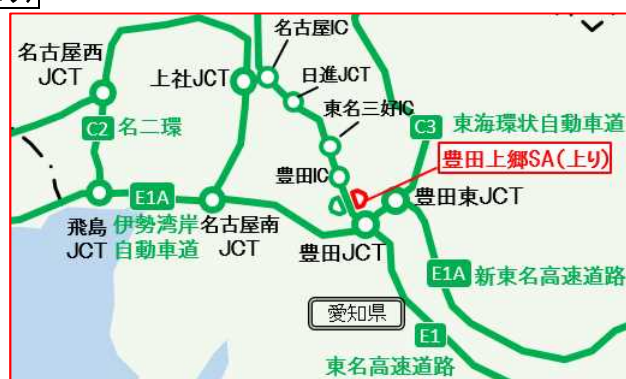 名古屋IC
名古屋西
JCT
上社JCT
日進JCT
東名三好IC
C2
名二環
C3
東海環状自動車道
豊田上郷SA(上り)
豊田IC
豊田東JCT
E1A
飛島
JCT
伊勢湾岸
自動車道
名古屋南
JCT
豊田JCT
E1A
新東名高速道路
愛知県
E1
東名高速道路